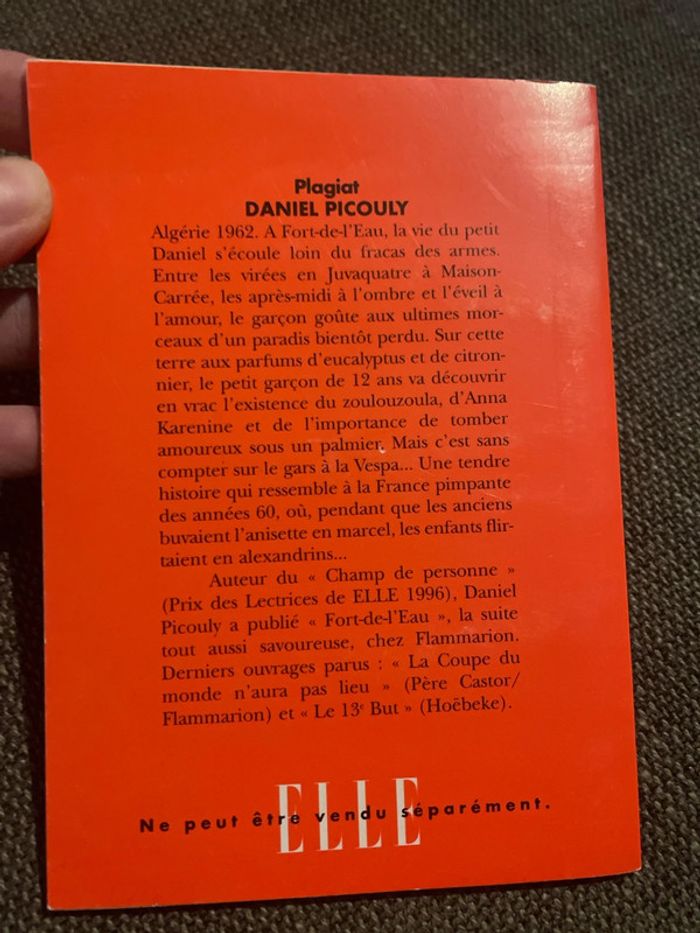 Plagiat
DANIEL PICOULY
Algérie 1962. A Fort-de-l'Eau, la vie du petit
Daniel s'écoule loin du fracas des armes.
Entre les virées en Juvaquatre à Maison-
Carrée, les après-midi à l'ombre et l'éveil à
l'amour, le garçon goûte aux ultimes mor-
ceaux d'un paradis bientôt perdu. Sur cette
terre aux parfums d'eucalyptus et de citron-
nier, le petit garçon de 12 ans va découvrir
en vrac l'existence du zoulouzoula, d'Anna
Karenine et de l'importance de tomber
amoureux sous un palmier. Mais c'est sans
compter sur le gars à la Vespa... Une tendre
histoire qui ressemble à la France pimpante
des années 60, où, pendant que les anciens
buvaient l'anisette en marcel, les enfants flir-
taient en alexandrins...
Auteur du « Champ de personne »
(Prix des Lectrices de ELLE 1996), Daniel
Picouly a publié « Fort-de-l'Eau », la suite
tout aussi savoureuse, chez Flammarion.
Derniers ouvrages parus : « La Coupe du
monde n'aura pas lieu » (Père Castor/
Flammarion) et « Le 13e But » (Hoëbeke).
ELLE
Ne peut être vendu séparément.